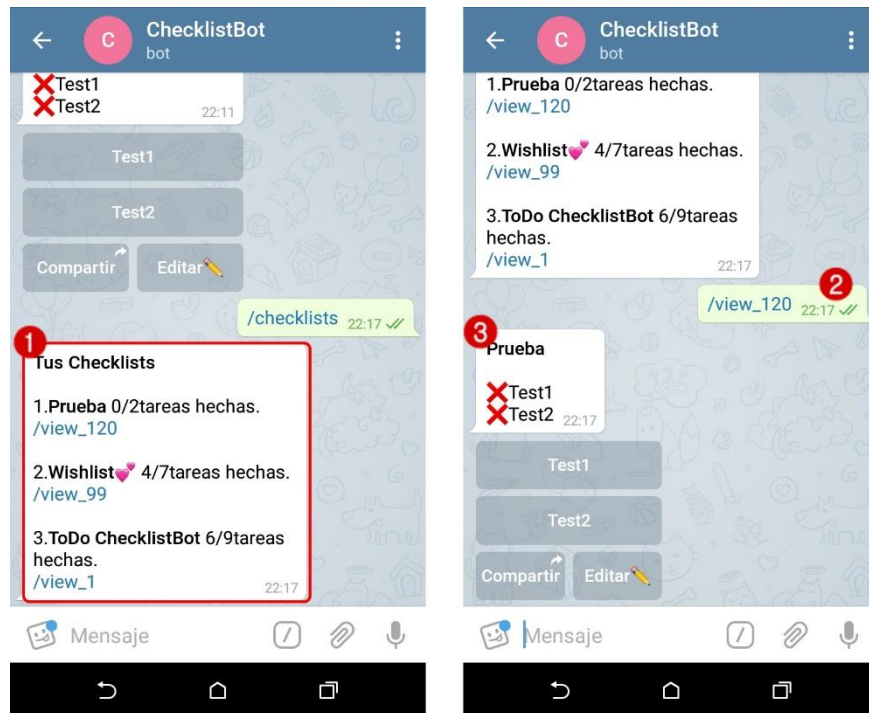 ChecklistBot
C
bot
❌Test1
❌Test2 22:11
Test1
Test2
Compartir Editar✏️
/checklists 22:17
1
Tus Checklists
1.Prueba 0/2tareas hechas.
/view_120
2.Wishlist💕 4/7tareas hechas.
/view_99
3.ToDo ChecklistBot 6/9tareas
hechas.
/view_1 22:17
Mensaje
ChecklistBot
C
bot
1.Prueba 0/2tareas hechas.
/view_120
2.Wishlist💕 4/7tareas hechas.
/view_99
3.ToDo ChecklistBot 6/9tareas
hechas.
/view_1 22:17
2
/view_120 22:17
3
Prueba
❌Test1
❌Test2 22:17
Test1
Test2
Compartir Editar✏️
Mensaje